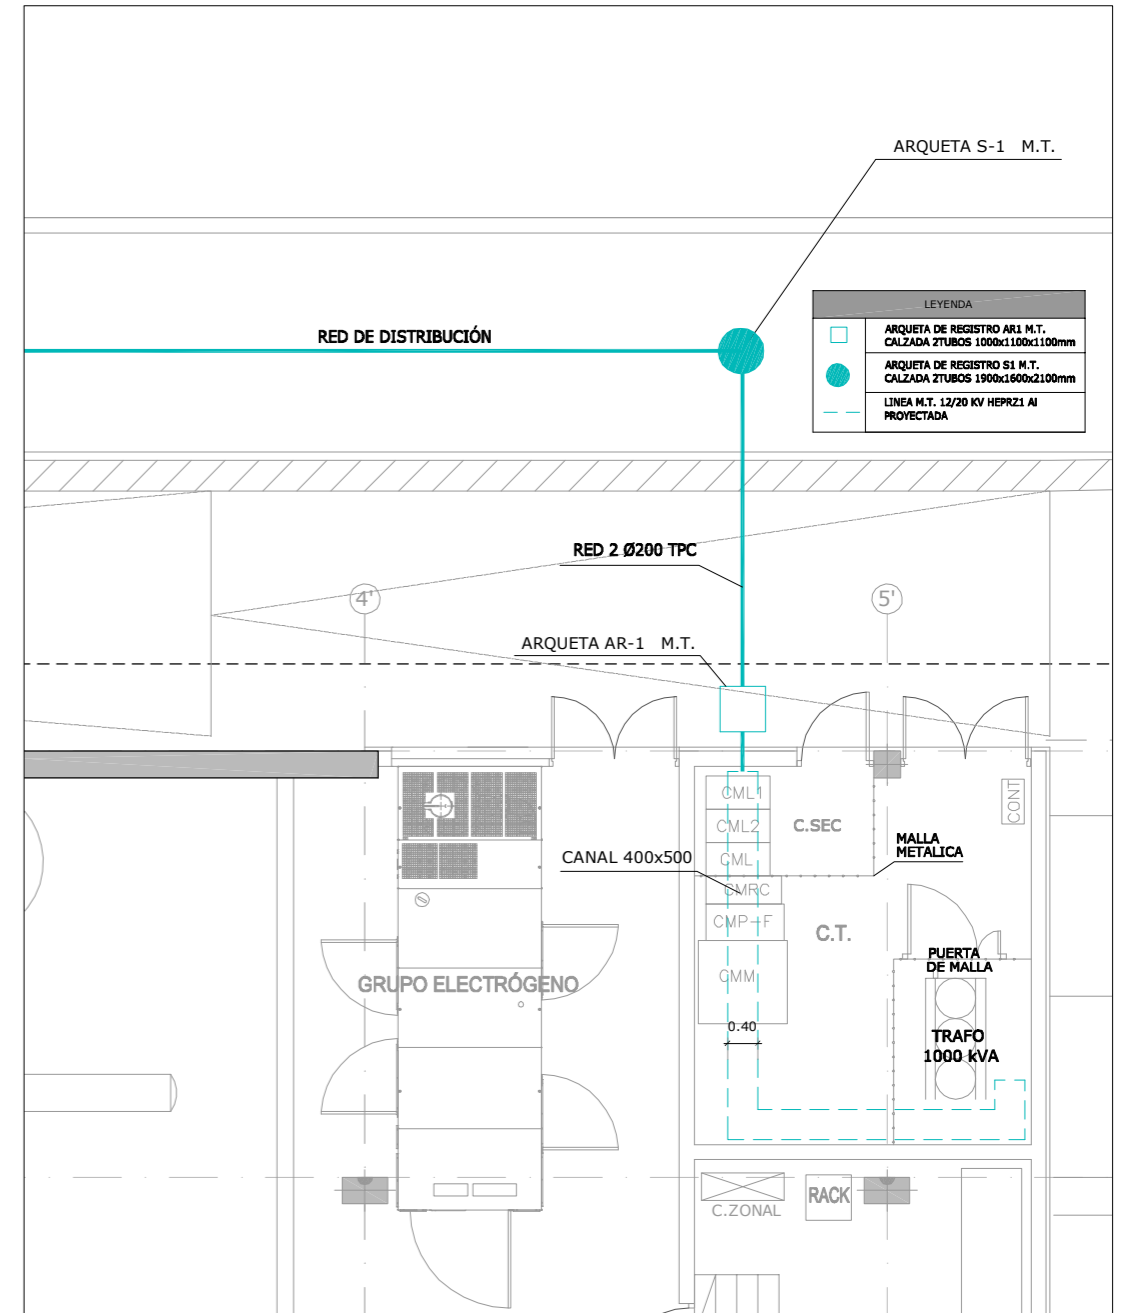 ARQUETA S-1 M.T.
LEYENDA
ARQUETA DE REGISTRO AR1 M.T.
CALZADA 2TUBOS 1000x1100x1100mm
ARQUETA DE REGISTRO S1 M.T.
CALZADA 2TUBOS 1900x1600x2100mm
LINEA M.T. 12/20 KV HEPRZ1 Al
PROYECTADA
RED DE DISTRIBUCIÓN
RED 2 Ø200 TPC
4'
5'
ARQUETA AR-1 M.T.
CML1
CML2
CML
CMRC
CMP-F
CMM
C.SEC
CONT
MALLA
METALICA
CANAL 400x500
C.T.
PUERTA
DE MALLA
GRUPO ELECTRÓGENO
0.40
TRAFO
1000 kVA
C.ZONAL
RACK